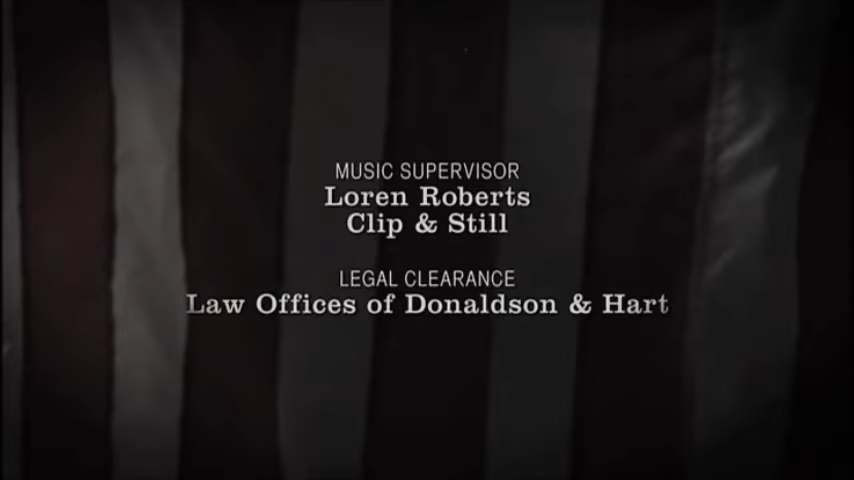 MUSIC SUPERVISOR
Loren Roberts
Clip & Still
LEGAL CLEARANCE
Law Offices of Donaldson & Hart